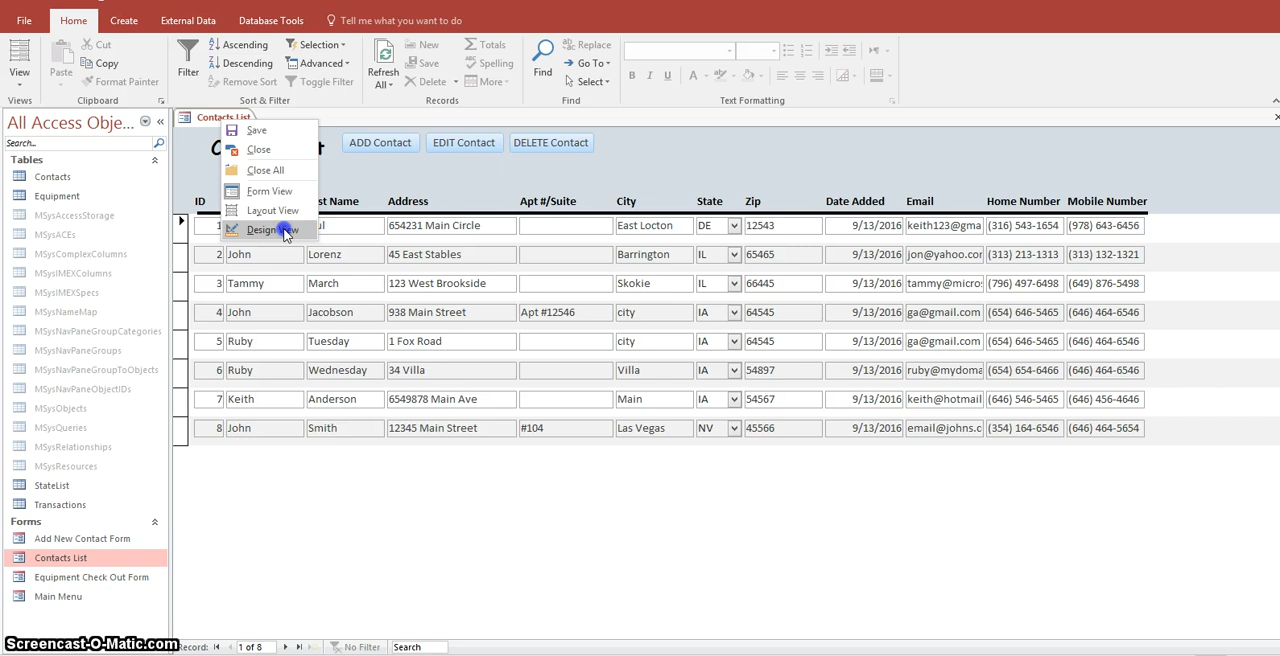 File Home Create External Data Database Tools Tell me what you want to do
View
Views
Paste
Cut
Copy
Format Painter
Clipboard
Filter
Ascending
Descending
Remove Sort
Selection
Advanced
Toggle Filter
Sort & Filter
Refresh
All
New
Save
Delete
Totals
Spelling
More
Records
Find
Replace
Go To
Select
Find
B I U A
Text Formatting
All Access Obje...
Search...
Tables
Contacts
Equipment
MSysAccessStorage
MSysACEs
MSysComplexColumns
MSysIMEXColumns
MSysIMEXSpecs
MSysNameMap
MSysNavPaneGroupCategories
MSysNavPaneGroups
MSysNavPaneGroupToObjects
MSysNavPaneObjectIDs
MSysObjects
MSysQueries
MSysRelationships
MSysResources
StateList
Transactions
Forms
Add New Contact Form
Contacts List
Equipment Check Out Form
Main Menu
Contacts List
Save
Close
Close All
Form View
Layout View
Design View
ADD Contact EDIT Contact DELETE Contact
ID Name Address Apt #/Suite City State Zip Date Added Email Home Number Mobile Number
1 654231 Main Circle East Locton DE 12543 9/13/2016 keith123@gma (316) 543-1654 (978) 643-6456
2 John Lorenz 45 East Stables Barrington IL 65465 9/13/2016 jon@yahoo.cor (313) 213-1313 (313) 132-1321
3 Tammy March 123 West Brookside Skokie IL 66445 9/13/2016 tammy@micro (796) 497-6498 (649) 876-5498
4 John Jacobson 938 Main Street Apt #12546 city IA 64545 9/13/2016 ga@gmail.com (654) 646-5465 (646) 464-6546
5 Ruby Tuesday 1 Fox Road city IA 64545 9/13/2016 ga@gmail.com (654) 646-5465 (646) 464-6546
6 Ruby Wednesday 34 Villa Villa IA 54897 9/13/2016 ruby@mydoma (654) 654-6466 (646) 464-6546
7 Keith Anderson 6549878 Main Ave Main IA 54567 9/13/2016 keith@hotmail (646) 546-5465 (646) 456-4646
8 John Smith 12345 Main Street #104 Las Vegas NV 45566 9/13/2016 email@johns.c (354) 164-6546 (646) 464-5654
Screencast-O-Matic.com
Record: 1 of 8 No Filter Search